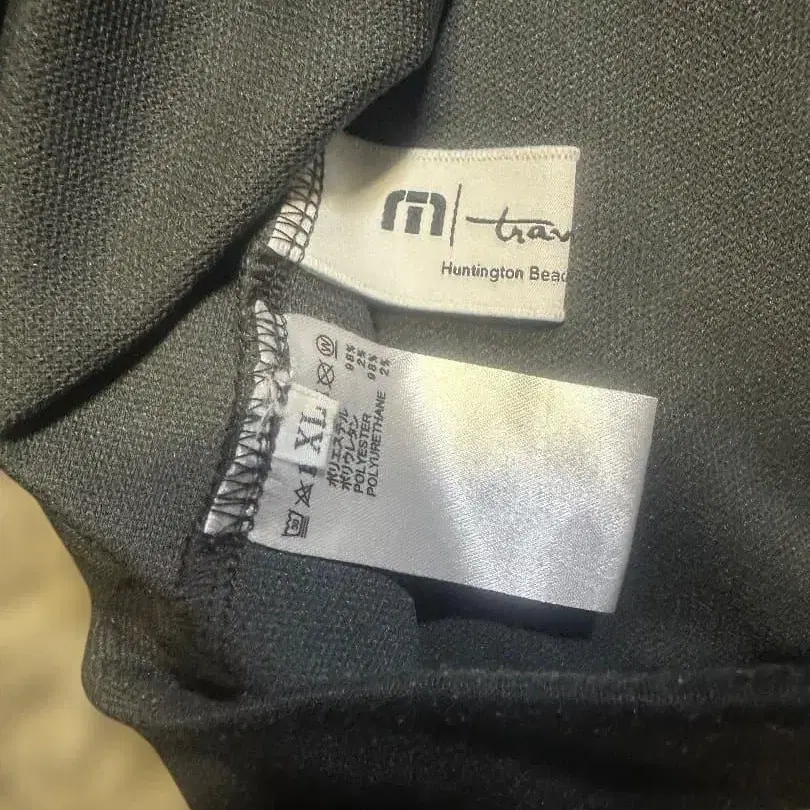 trav
Huntington Beac
XL
W
98%
2%
98%
2%
ポリエステル
ポリウレタン
POLYESTER
POLYURETHANE